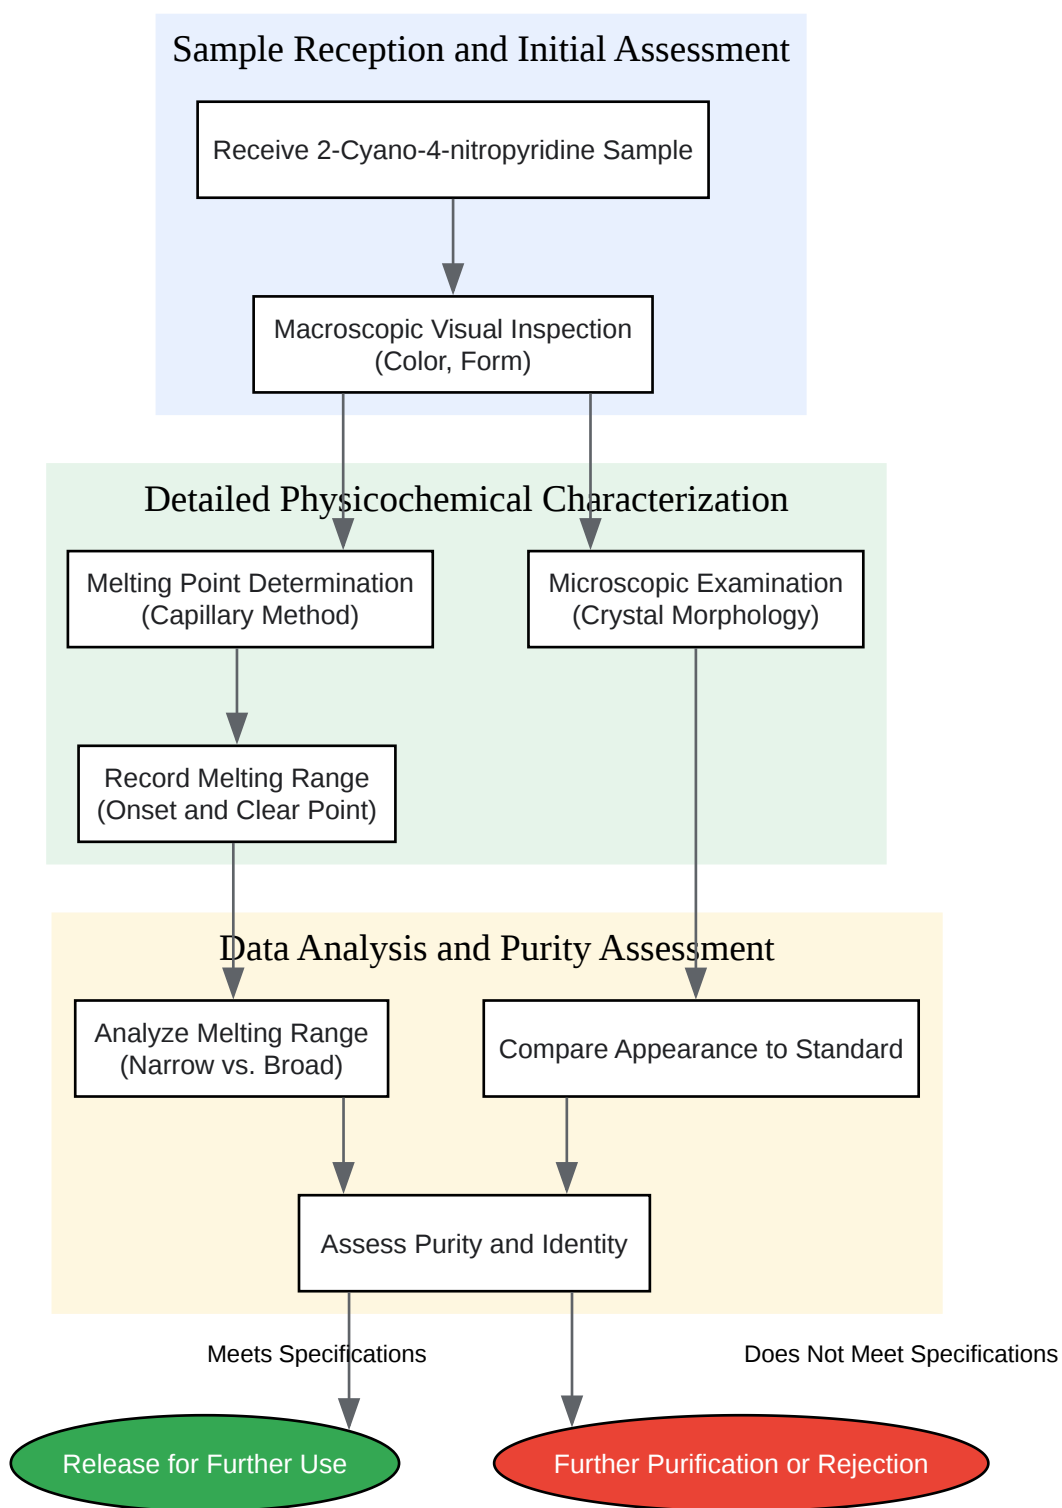 Sample Reception and Initial Assessment
Receive 2-Cyano-4-nitropyridine Sample
Macroscopic Visual Inspection
(Color, Form)
Detailed Physicochemical Characterization
Melting Point Determination
(Capillary Method)
Microscopic Examination
(Crystal Morphology)
Record Melting Range
(Onset and Clear Point)
Data Analysis and Purity Assessment
Analyze Melting Range
(Narrow vs. Broad)
Compare Appearance to Standard
Assess Purity and Identity
Meets Specifications
Does Not Meet Specifications
Release for Further Use
Further Purification or Rejection